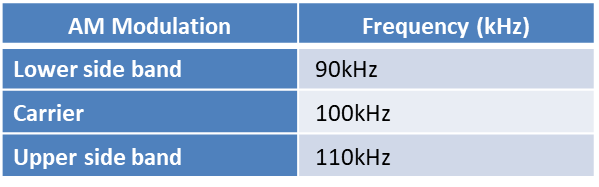 AM Modulation Frequency (kHz)
Lower side band 90kHz
Carrier 100kHz
Upper side band 110kHz